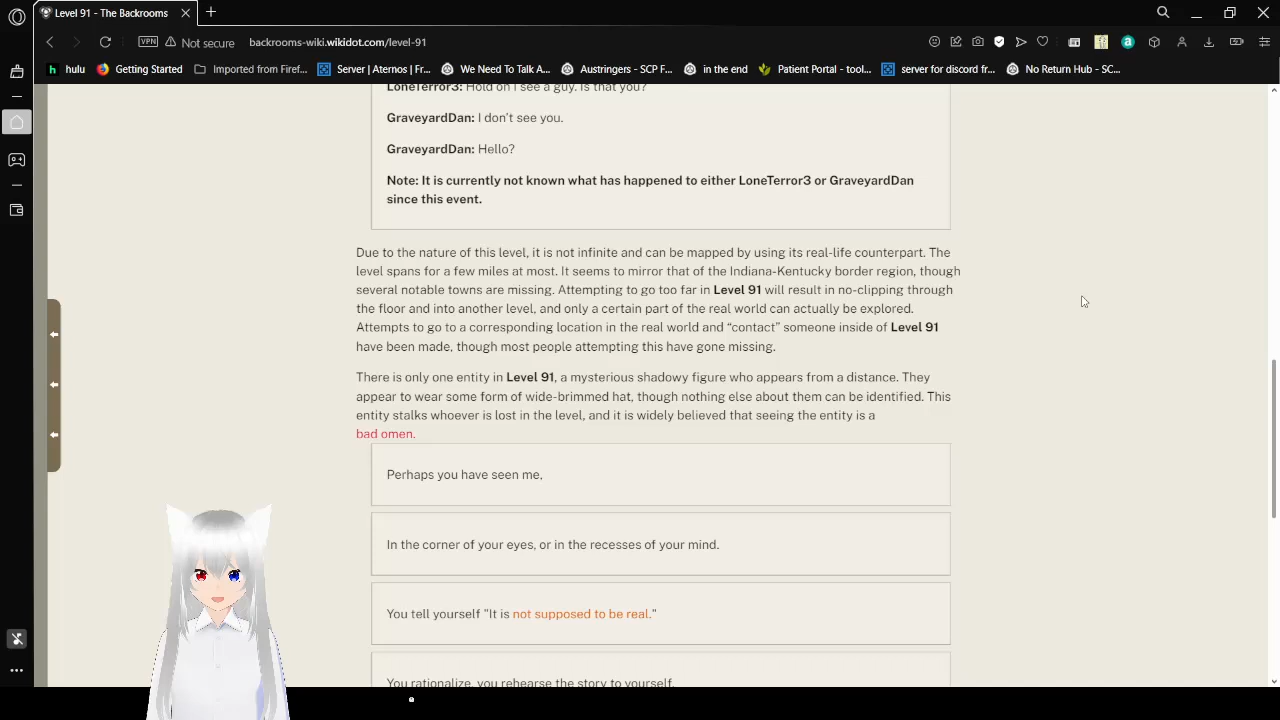 Level 91 - The Backrooms
VPN
Not secure
backrooms-wiki.wikidot.com/level-91
hulu
Getting Started
Imported from Firef...
Server | Aternos | Fr...
We Need To Talk A...
Austringers - SCP F...
in the end
Patient Portal - tool...
server for discord fr...
No Return Hub - SC...
LoneTerror3: Hold on I see a guy. Is that you?
GraveyardDan: I don't see you.
GraveyardDan: Hello?
Note: It is currently not known what has happened to either LoneTerror3 or GraveyardDan
since this event.
Due to the nature of this level, it is not infinite and can be mapped by using its real-life counterpart. The
level spans for a few miles at most. It seems to mirror that of the Indiana-Kentucky border region, though
several notable towns are missing. Attempting to go too far in Level 91 will result in no-clipping through
the floor and into another level, and only a certain part of the real world can actually be explored.
Attempts to go to a corresponding location in the real world and “contact” someone inside of Level 91
have been made, though most people attempting this have gone missing.
There is only one entity in Level 91, a mysterious shadowy figure who appears from a distance. They
appear to wear some form of wide-brimmed hat, though nothing else about them can be identified. This
entity stalks whoever is lost in the level, and it is widely believed that seeing the entity is a
bad omen.
Perhaps you have seen me,
In the corner of your eyes, or in the recesses of your mind.
You tell yourself "It is not supposed to be real."
You rationalize, you rehearse the story to yourself.